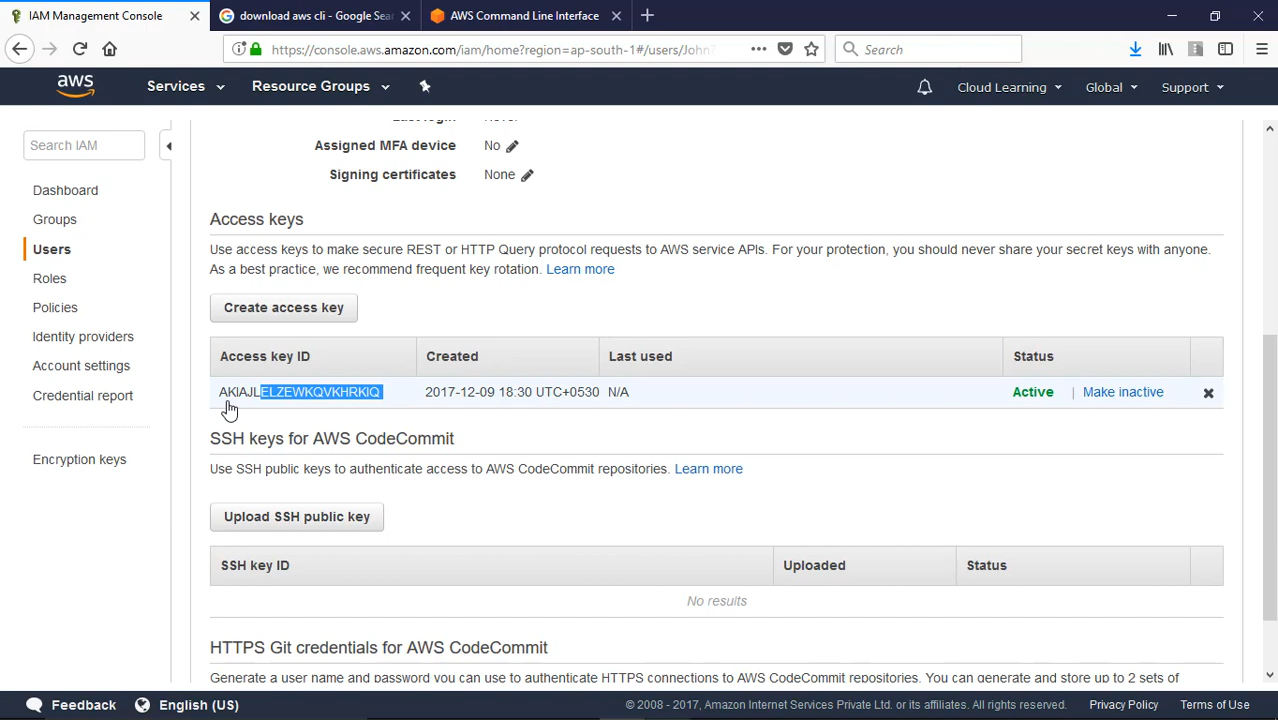 IAM Management Console
download aws cli - Google Sea
AWS Command Line Interface
https://console.aws.amazon.com/iam/home?region=ap-south-1#/users/John?
Search
aws
Services
Resource Groups
Cloud Learning
Global
Support
Search IAM
Dashboard
Groups
Users
Roles
Policies
Identity providers
Account settings
Credential report
Encryption keys
Assigned MFA device No
Signing certificates None
Access keys
Use access keys to make secure REST or HTTP Query protocol requests to AWS service APIs. For your protection, you should never share your secret keys with anyone.
As a best practice, we recommend frequent key rotation. Learn more
Create access key
Access key ID Created Last used Status
AKIAJLELZEWKQVKHRKIQ 2017-12-09 18:30 UTC+0530 N/A Active | Make inactive
SSH keys for AWS CodeCommit
Use SSH public keys to authenticate access to AWS CodeCommit repositories. Learn more
Upload SSH public key
SSH key ID Uploaded Status
No results
HTTPS Git credentials for AWS CodeCommit
Generate a user name and password you can use to authenticate HTTPS connections to AWS CodeCommit repositories. You can generate and store up to 2 sets of
Feedback
English (US)
© 2008 - 2017, Amazon Internet Services Private Ltd. or its affiliates. All rights reserved.
Privacy Policy
Terms of Use